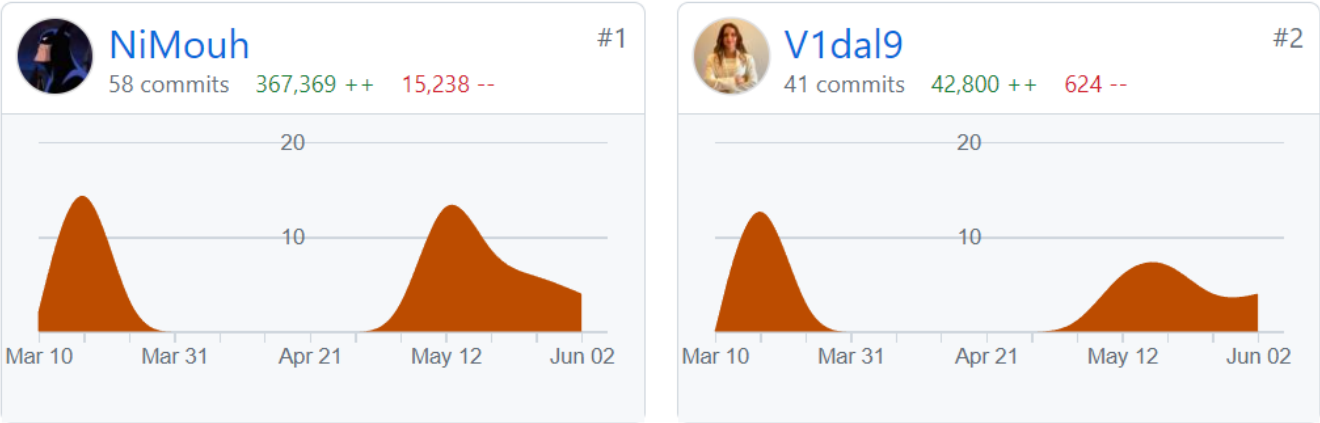 NiMouh
#1
58 commits 367,369 ++ 15,238 --
20
10
Mar 10 Mar 31 Apr 21 May 12 Jun 02
V1dal9
#2
41 commits 42,800 ++ 624 --
20
10
Mar 10 Mar 31 Apr 21 May 12 Jun 02